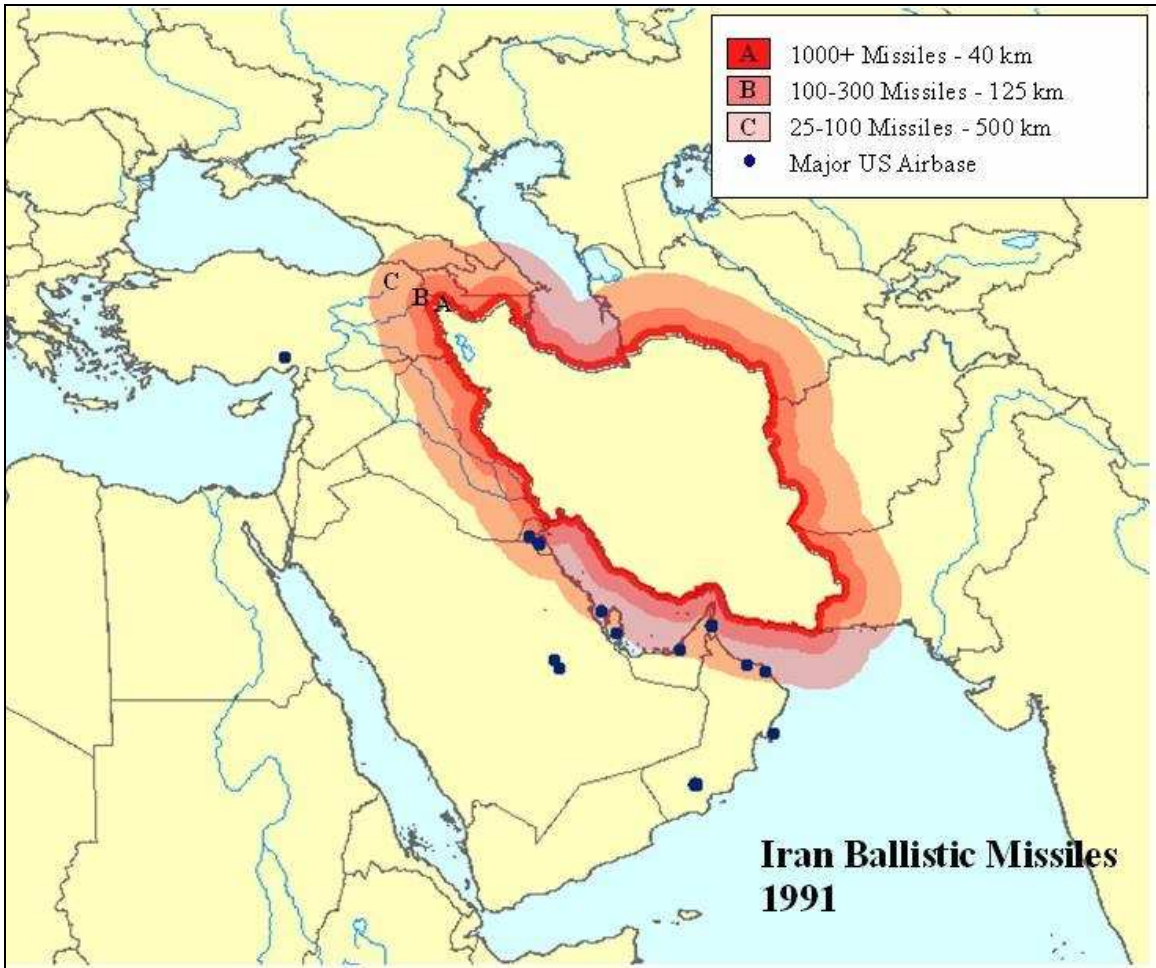 A 1000+ Missiles - 40 km
B 100-300 Missiles - 125 km
C 25-100 Missiles - 500 km
Major US Airbase
C
B
A
Iran Ballistic Missiles
1991